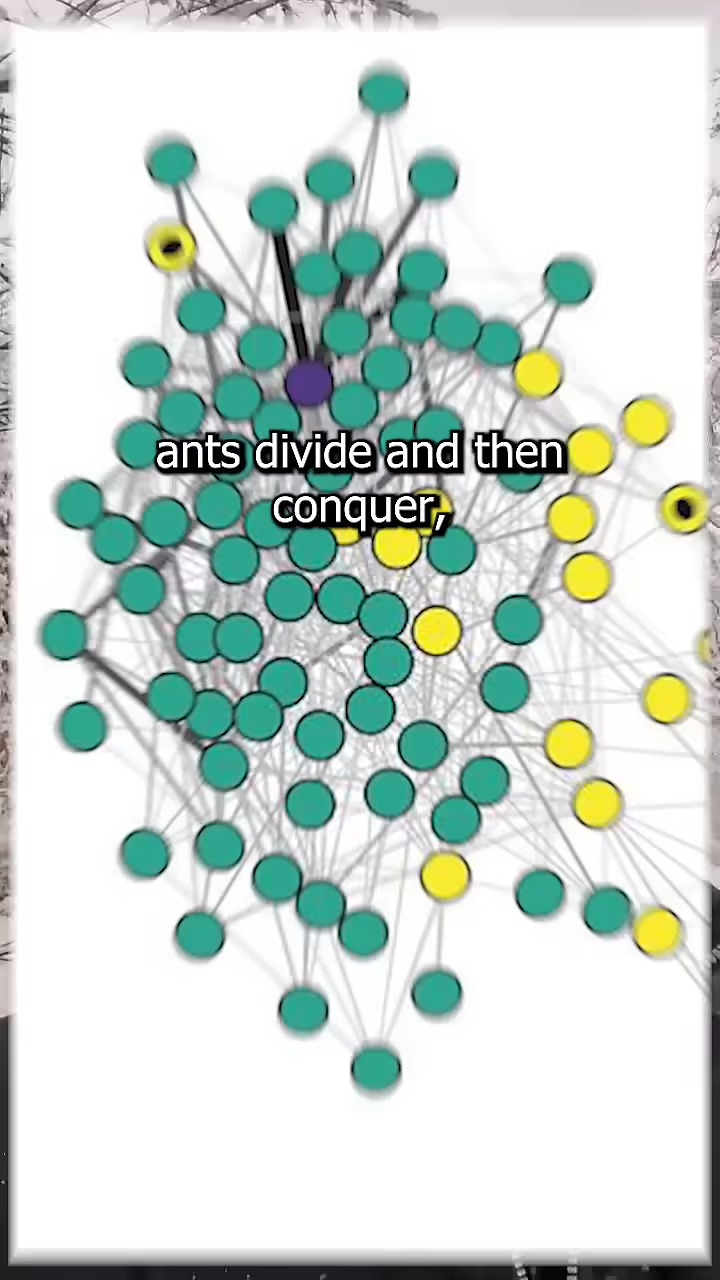 ants divide and then
conquer,